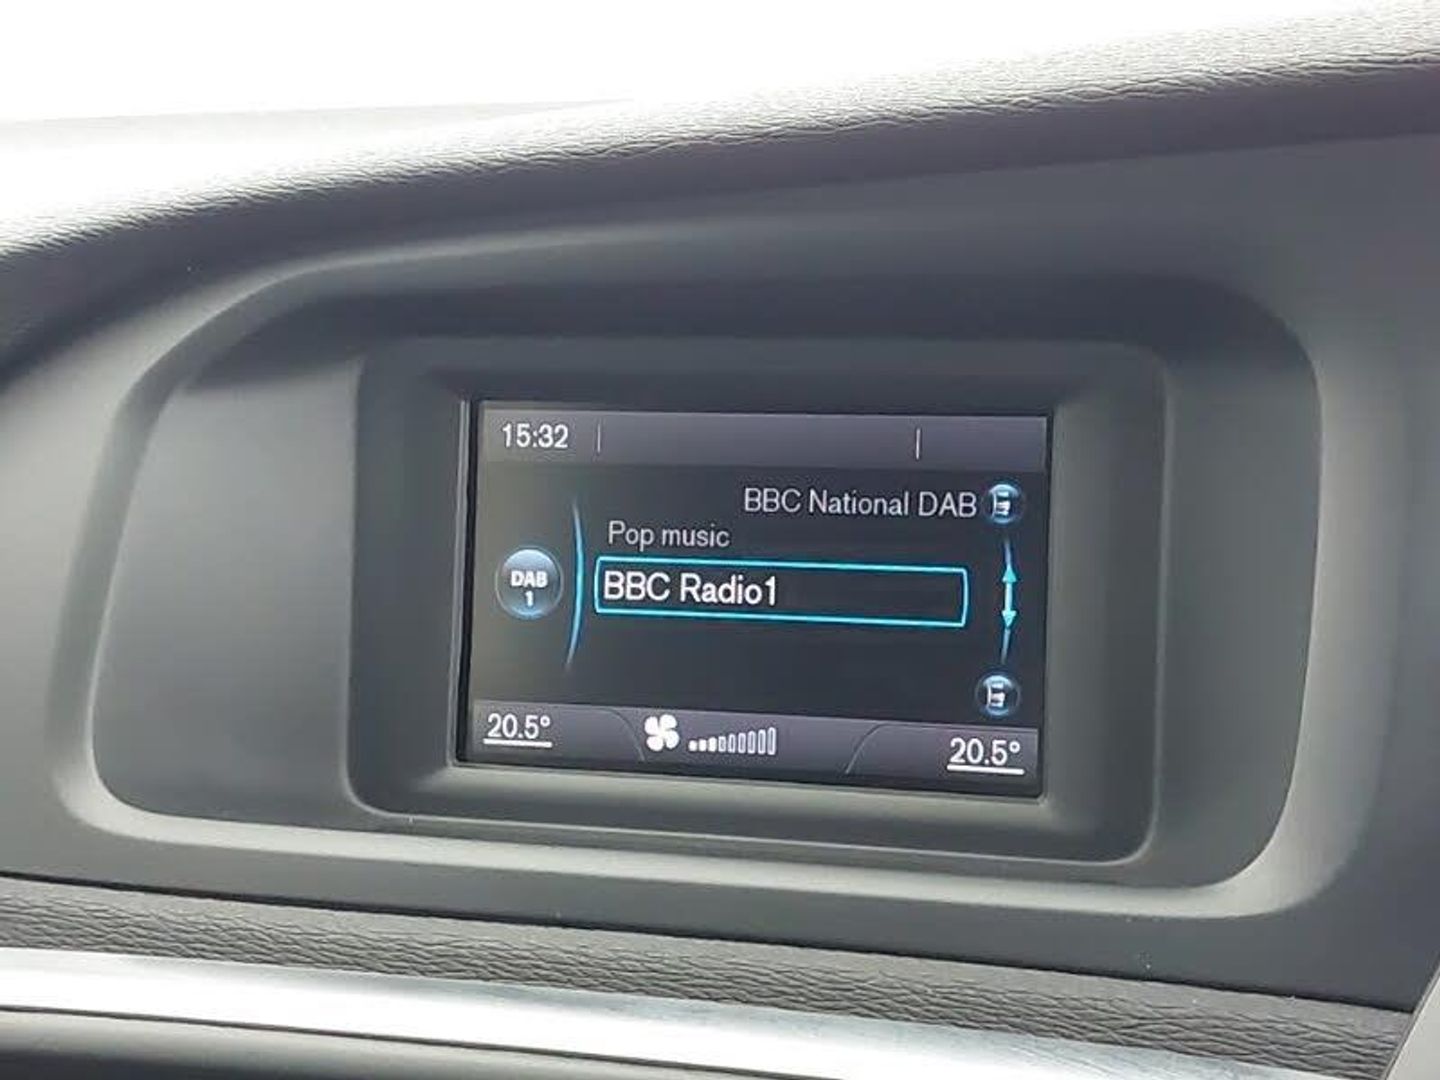 15:32
BBC National DAB
Pop music
DAB
1
BBC Radio1
20.5°
20.5°